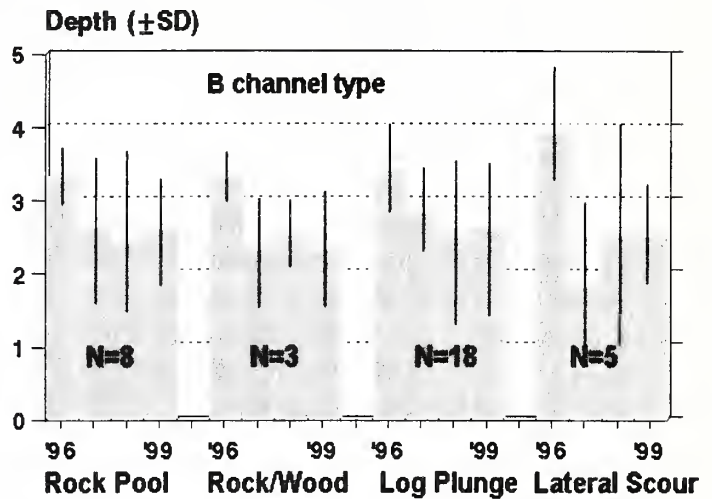 Depth (±SD)
5
B channel type
4
3
2
1
0
N=8 N=3 N=18 N=5
'96 '99 '96 '99 '96 '99 '96 '99
Rock Pool Rock/Wood Log Plunge Lateral Scour